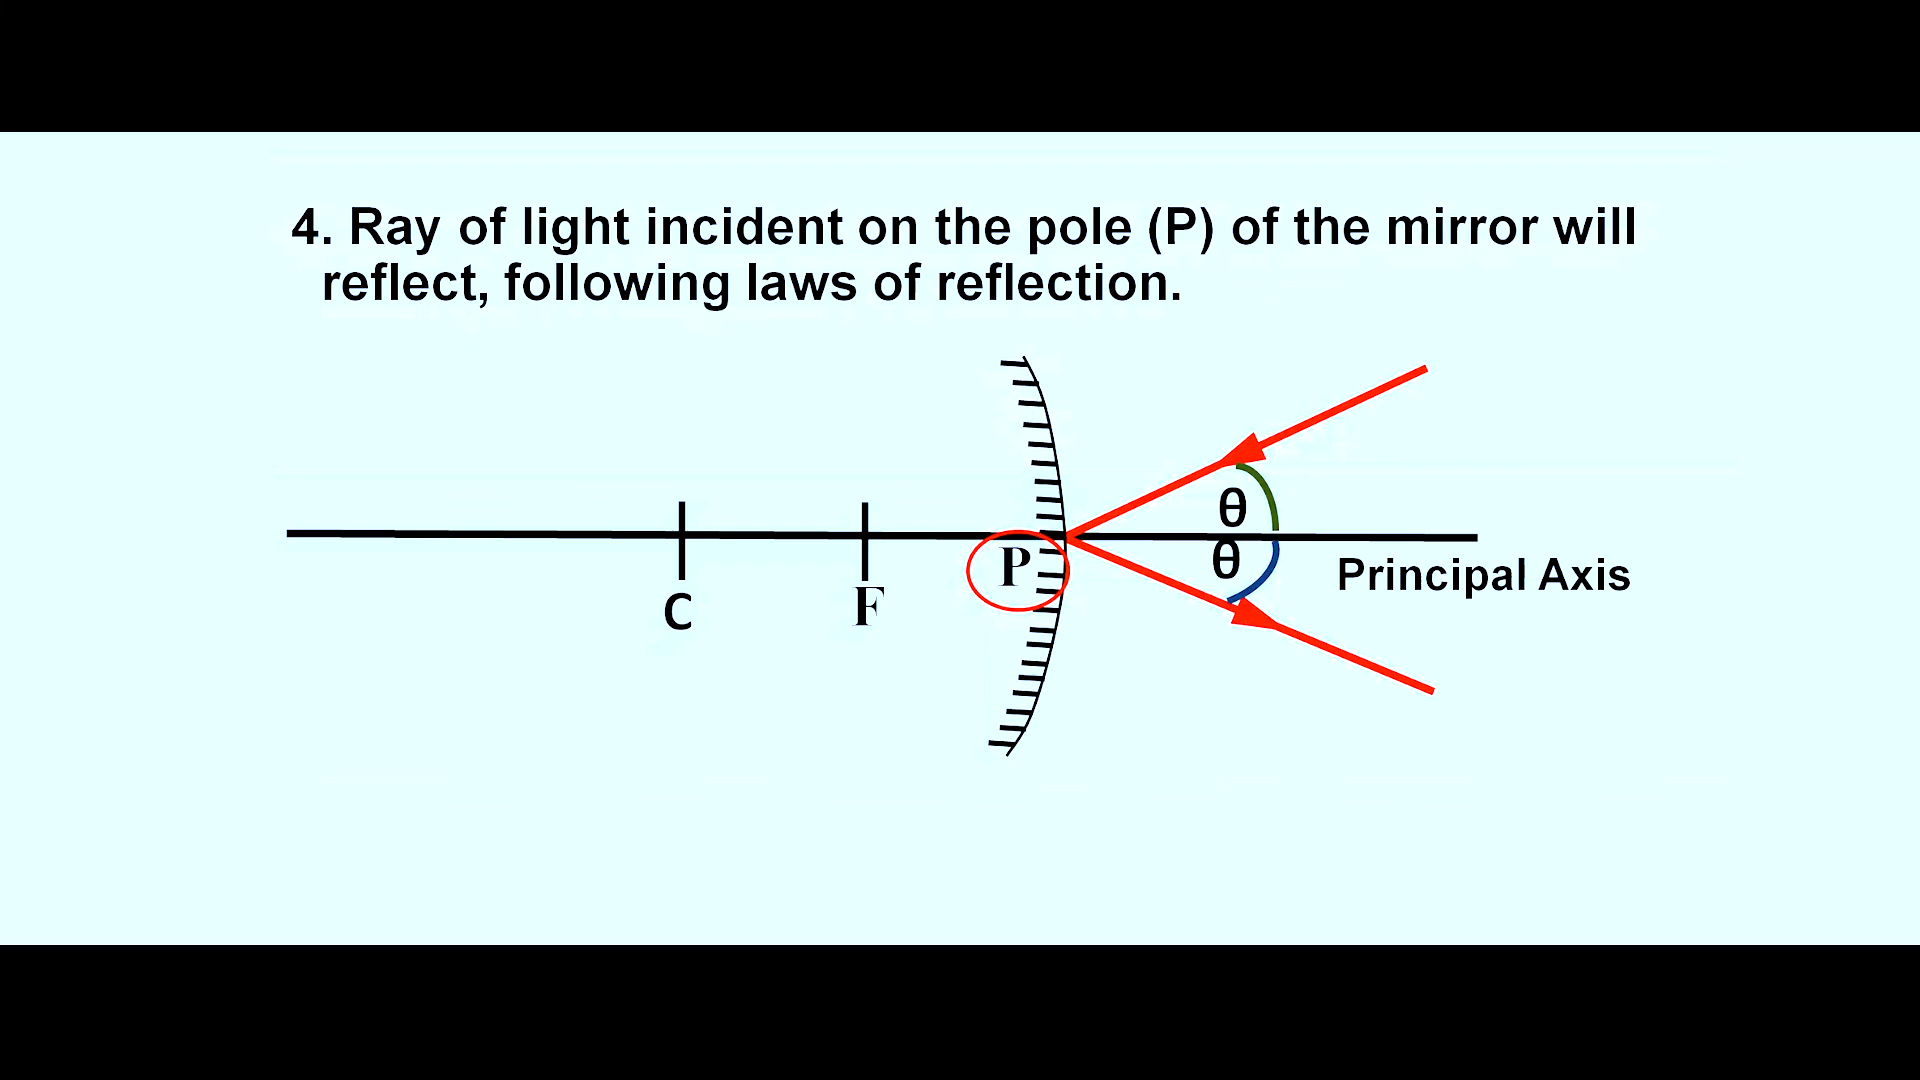 4. Ray of light incident on the pole (P) of the mirror will
reflect, following laws of reflection.
θ
θ
P
Principal Axis
C
F